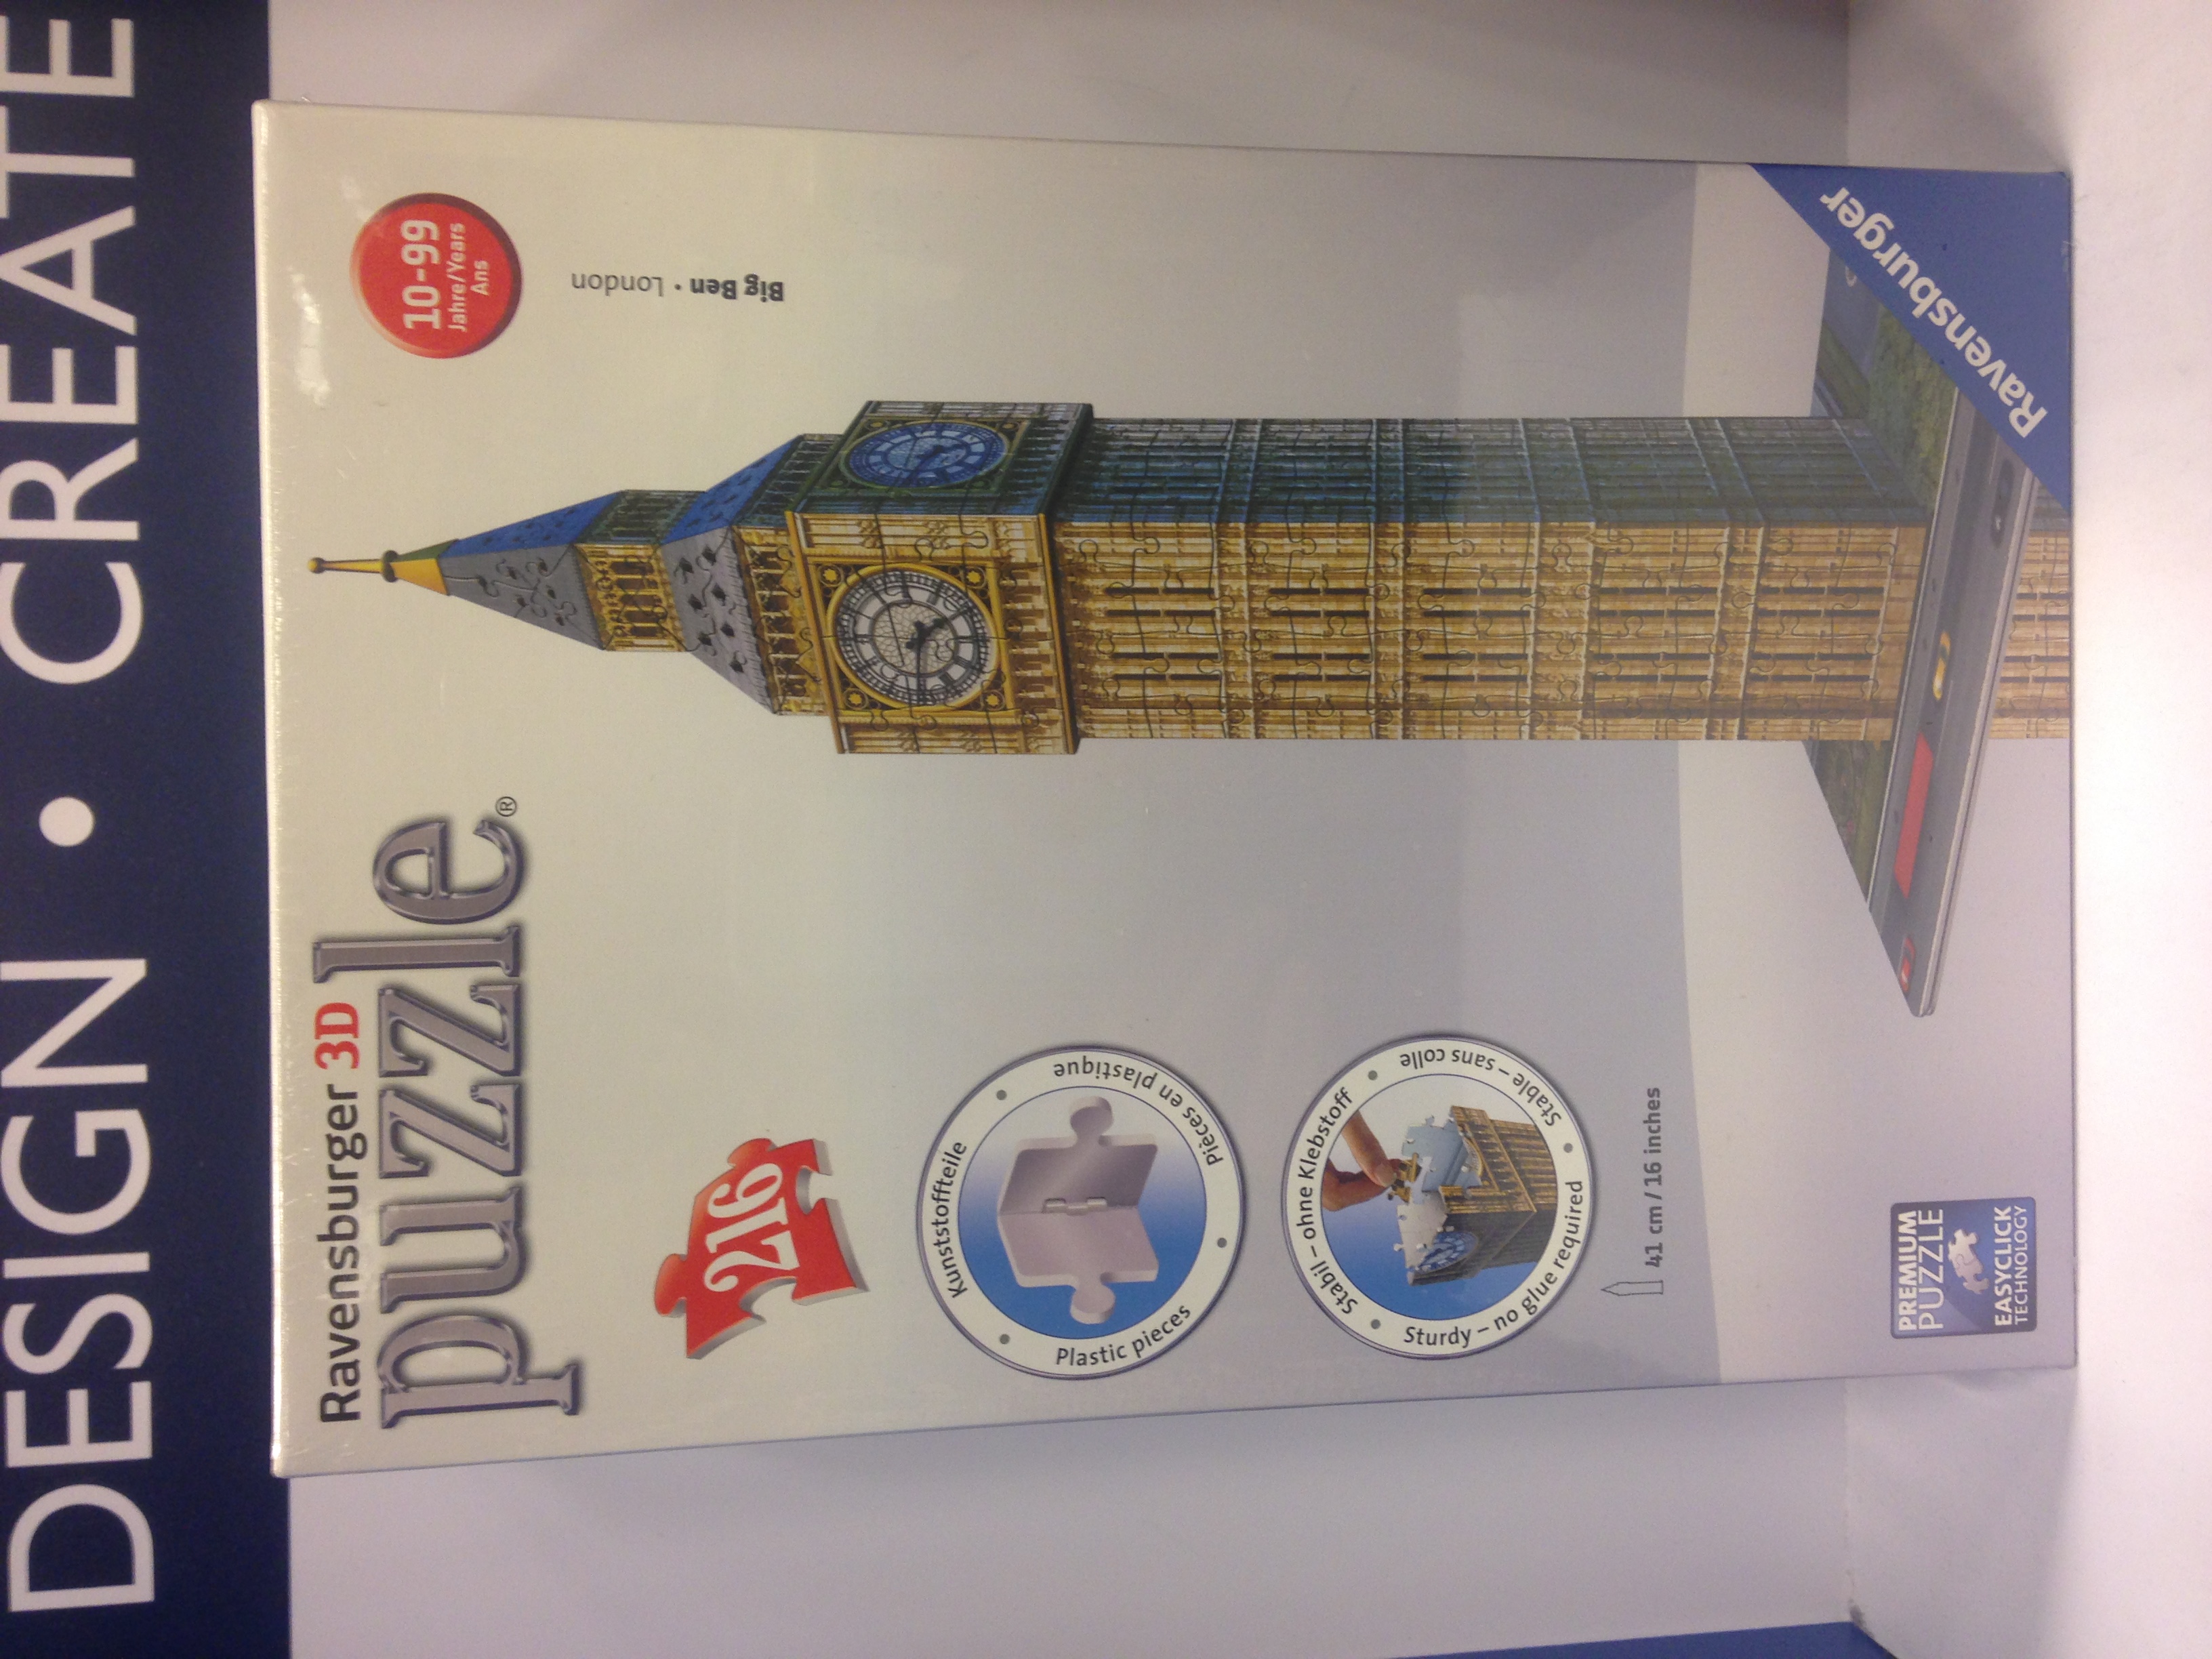 DESIGN • CREATE
Ravensburger 3D
puzzle®
10-99
Jahre/Years
Ans
Big Ben • London
216
Kunststoffteile
Plastic pieces
Pièces en plastique
Stabil – ohne Klebstoff
Sturdy – no glue required
Stable – sans colle
41 cm / 16 inches
PREMIUM
PUZZLE
EASYCLICK
TECHNOLOGY
Ravensburger